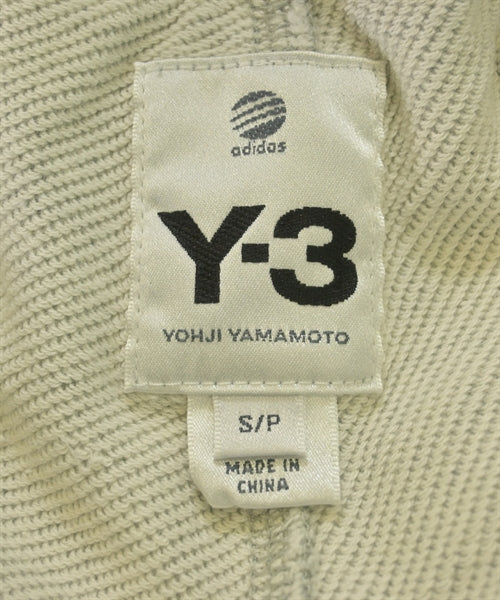 adidas
Y-3
YOHJI YAMAMOTO
S/P
MADE IN
CHINA